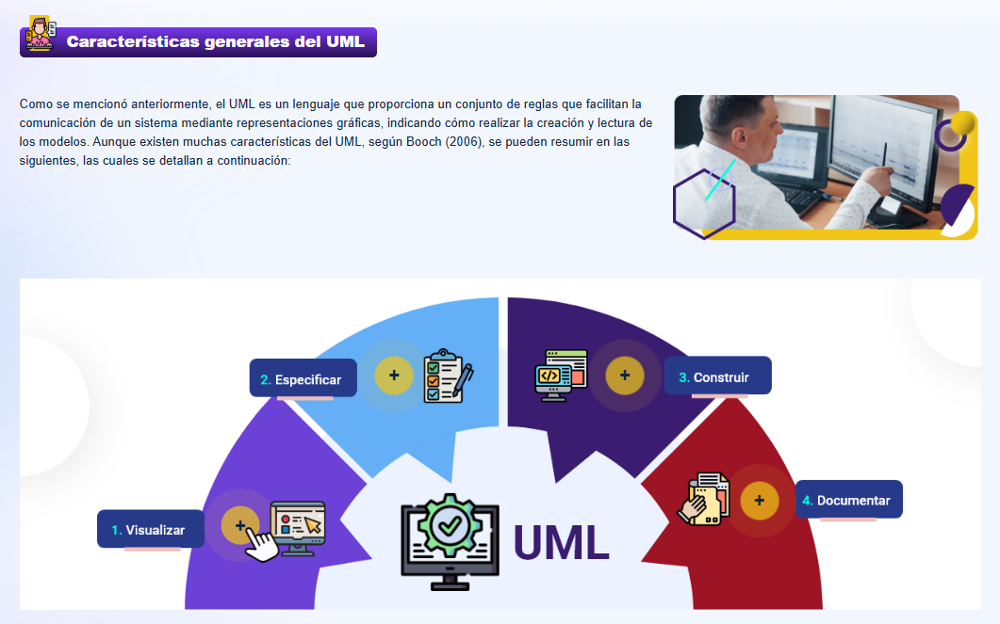 Características generales del UML
Como se mencionó anteriormente, el UML es un lenguaje que proporciona un conjunto de reglas que facilitan la
comunicación de un sistema mediante representaciones gráficas, indicando cómo realizar la creación y lectura de
los modelos. Aunque existen muchas características del UML, según Booch (2006), se pueden resumir en las
siguientes, las cuales se detallan a continuación:
2. Especificar
3. Construir
1. Visualizar
4. Documentar
UML